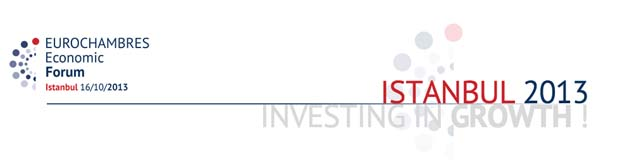 EUROCHAMBRES
Economic
Forum
Istanbul 16/10/2013
ISTANBUL 2013
INVESTING IN GROWTH !